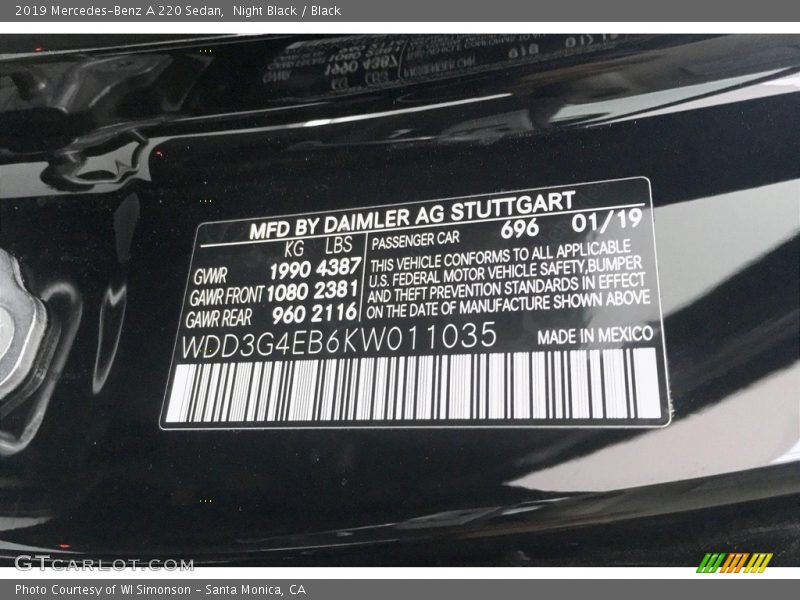 2019 Mercedes-Benz A 220 Sedan,  Night Black / Black
MFD BY DAIMLER AG STUTTGART
KG LBS
GVWR 1990 4387
GAWR FRONT 1080 2381
GAWR REAR 960 2116
PASSENGER CAR 696 01/19
THIS VEHICLE CONFORMS TO ALL APPLICABLE
U.S. FEDERAL MOTOR VEHICLE SAFETY,BUMPER
AND THEFT PREVENTION STANDARDS IN EFFECT
ON THE DATE OF MANUFACTURE SHOWN ABOVE
WDD3G4EB6KW011035
MADE IN MEXICO
GTCARLOT.COM
Photo Courtesy of WI Simonson - Santa Monica, CA